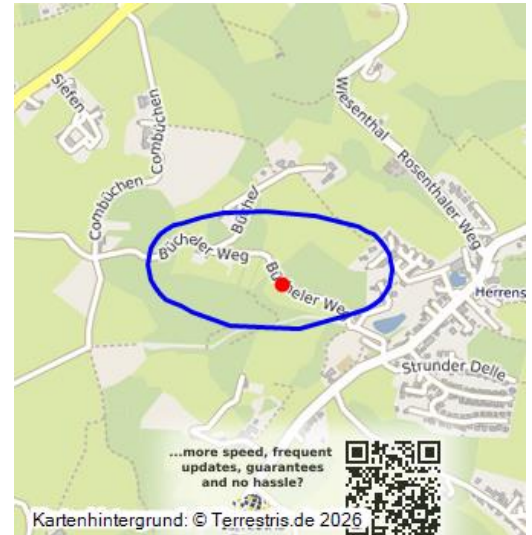 Siefen
Combüchen
Combüchen
Wiesenthal
Rosenthaler Weg
Büchel
Bücheler Weg
Bücheler Weg
Herrens
Strunder Delle
...more speed, frequent
updates, guarantees
and no hassle?
Kartenhintergrund: © Terrestris.de 2026